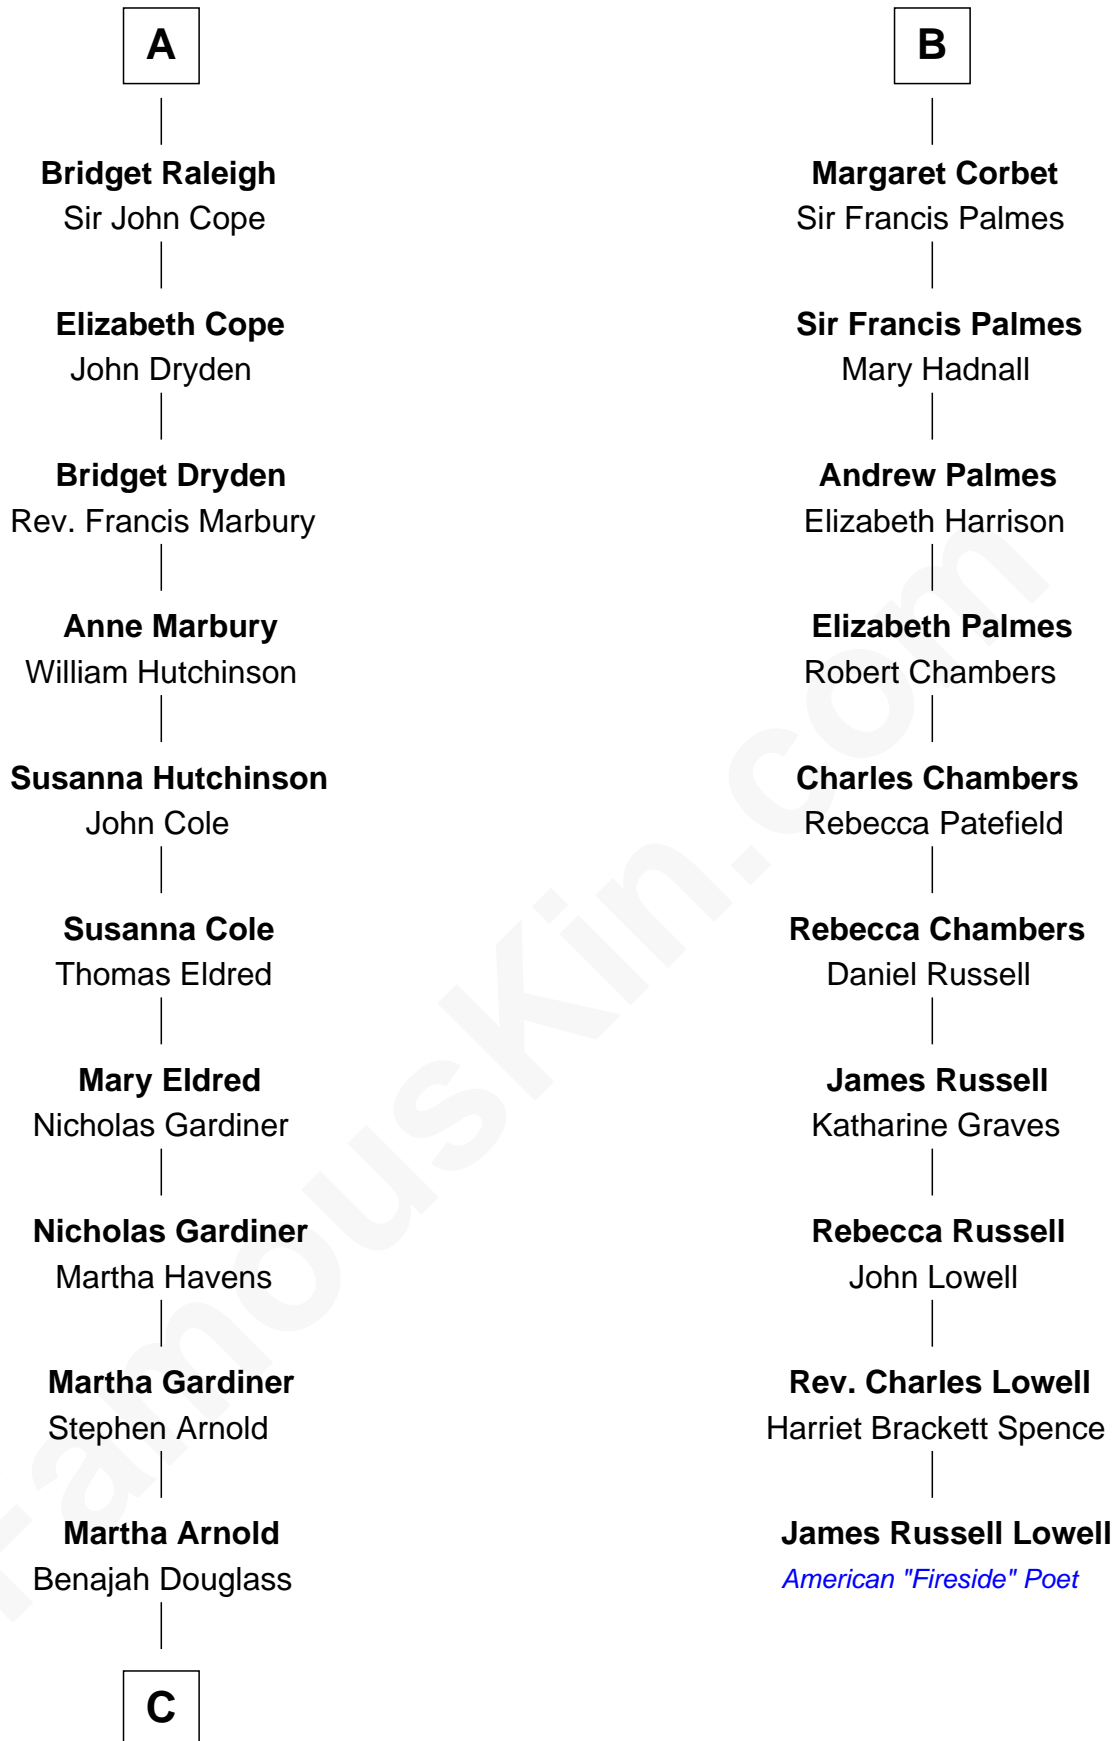 A
Bridget Raleigh
Sir John Cope
Elizabeth Cope
John Dryden
Bridget Dryden
Rev. Francis Marbury
Anne Marbury
William Hutchinson
Susanna Hutchinson
John Cole
Susanna Cole
Thomas Eldred
Mary Eldred
Nicholas Gardiner
Nicholas Gardiner
Martha Havens
Martha Gardiner
Stephen Arnold
Martha Arnold
Benajah Douglass
C
B
Margaret Corbet
Sir Francis Palmes
Sir Francis Palmes
Mary Hadnall
Andrew Palmes
Elizabeth Harrison
Elizabeth Palmes
Robert Chambers
Charles Chambers
Rebecca Patefield
Rebecca Chambers
Daniel Russell
James Russell
Katharine Graves
Rebecca Russell
John Lowell
Rev. Charles Lowell
Harriet Brackett Spence
James Russell Lowell
American "Fireside" Poet
FamousKin.com